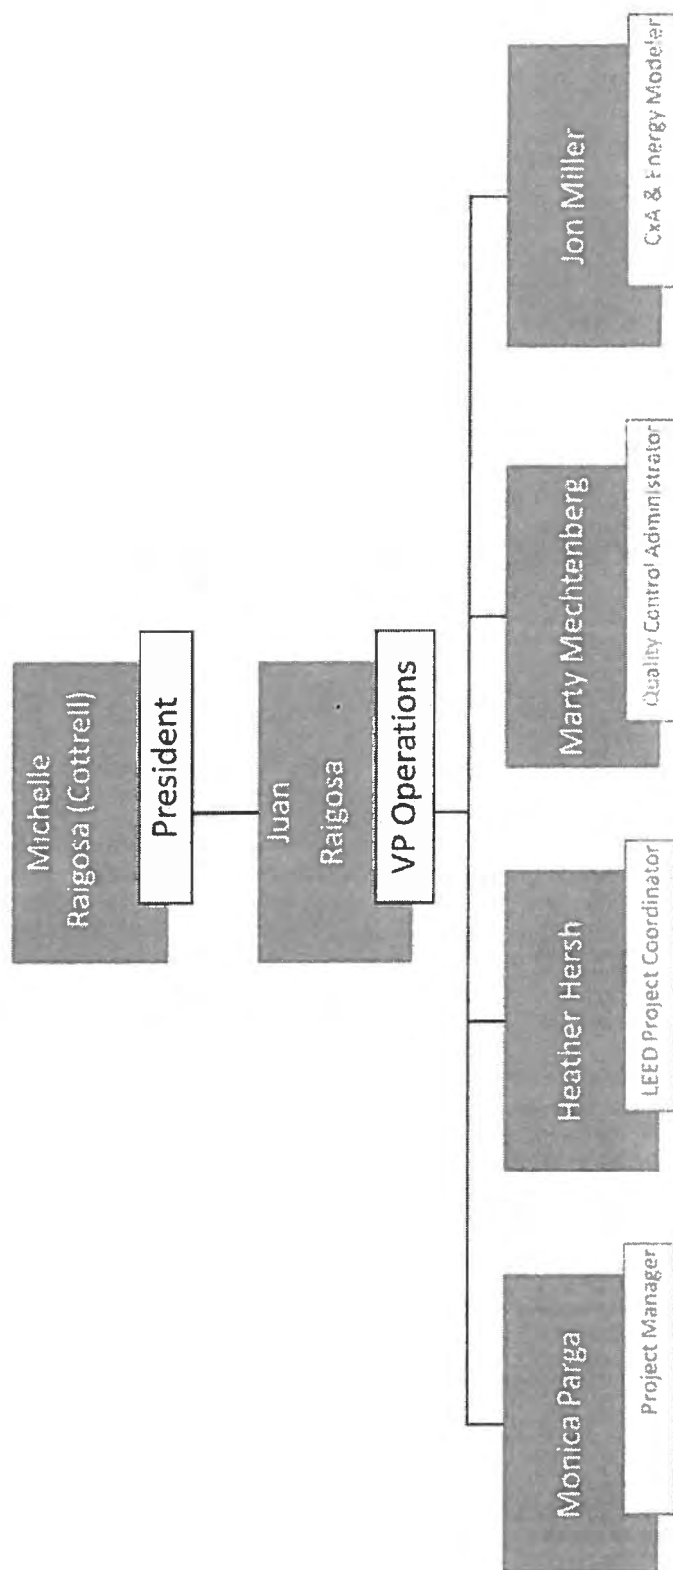 Michelle
Raigosa (Cottrell)
President
Juan
Raigosa
VP Operations
Monica Parga
Project Manager
Heather Hersh
LEED Project Coordinator
Marty Mechtenberg
Quality Control Administrator
Jon Miller
CxA & Energy Modeler